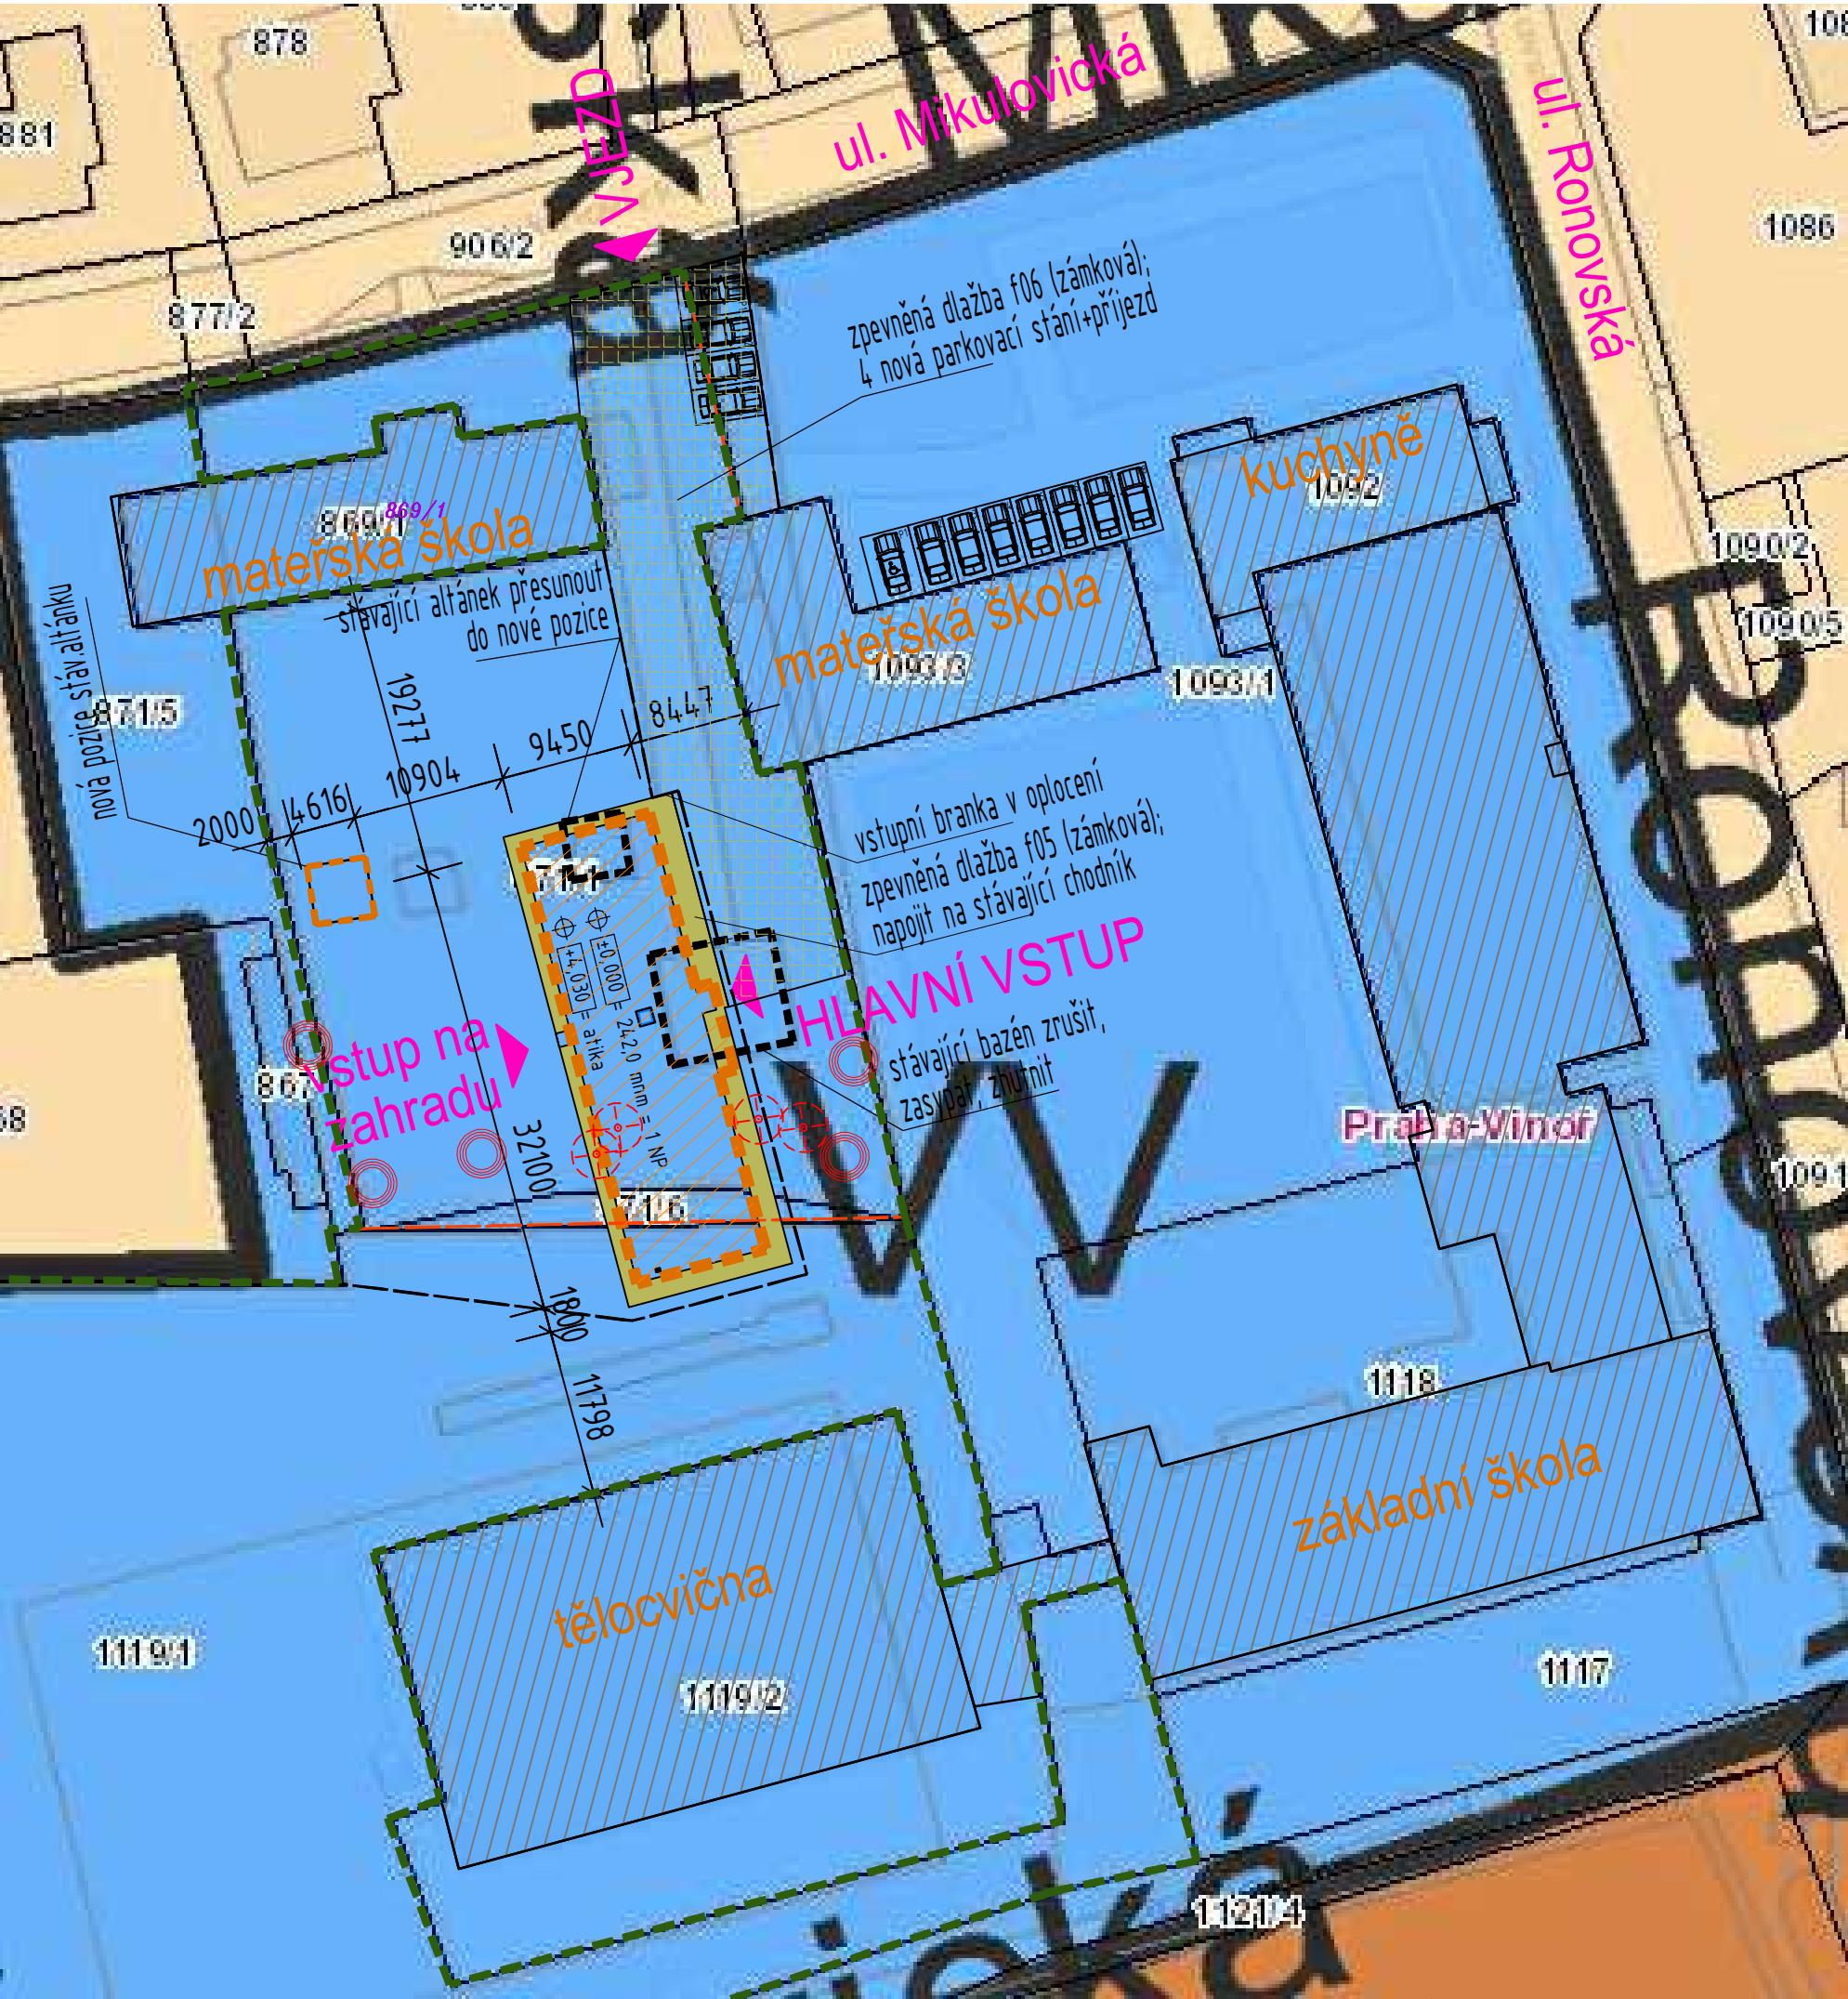 878
881
VJEZD
ul. Mikulovická
ul. Ronovská
1086
906/2
877/2
zpevněná dlažba f06 (zámková);
4 nová parkovací stání+příjezd
kuchyně
1092
869/1
mateřská škola
stávající altánek přesunout
do nové pozice
nová pozice stáv.altánku
871/5
mateřská škola
1093/3
1093/1
1090/2
1090/5
19277
8447
9450
10904
4616
2000
vstupní branka v oplocení
zpevněná dlažba f05 (zámková);
napojit na stávající chodník
HLAVNÍ VSTUP
stávající bazén zrušit,
zasypat, zhutnit
±0,000 = 242,0 mnm = 1 NP
+4,030 = atika
vstup na
zahradu
867
32100
Praha-Vinoř
W
1091
1800
11798
1118
základní škola
tělocvična
1119/1
1119/2
1117
1121/4